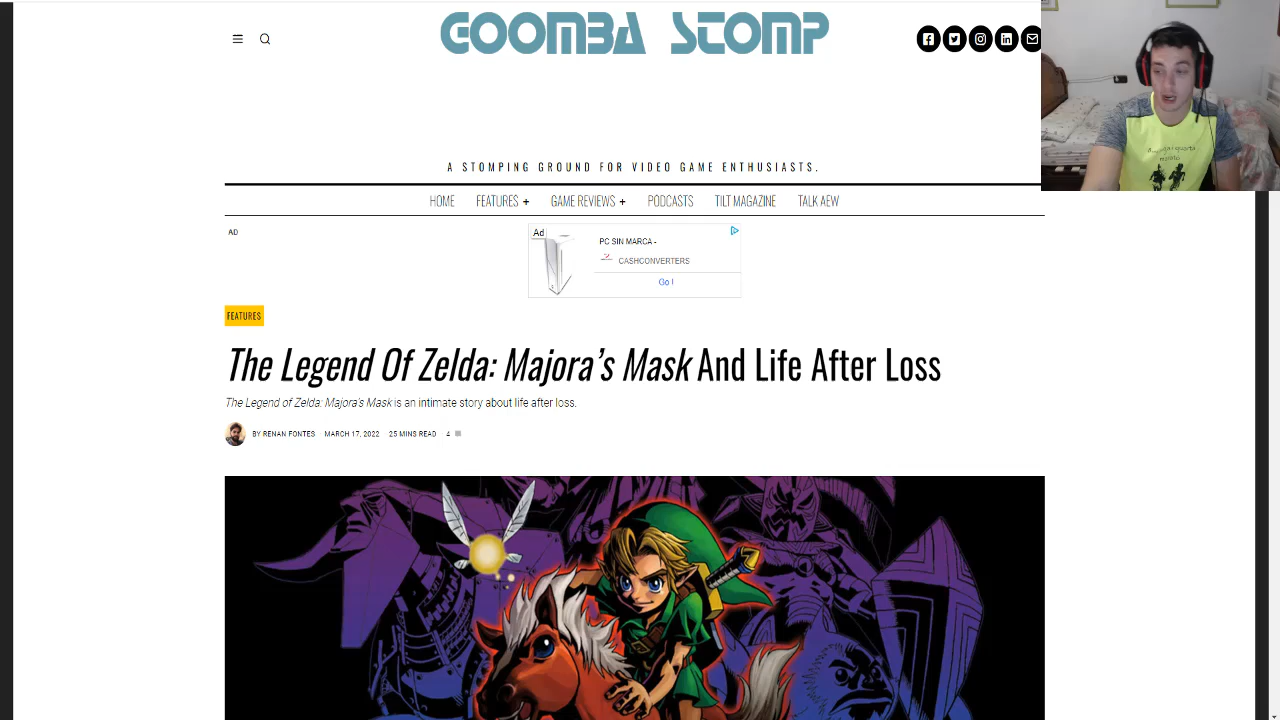 GOOMBA STOMP
A STOMPING GROUND FOR VIDEO GAME ENTHUSIASTS.
HOME FEATURES + GAME REVIEWS + PODCASTS TILT MAGAZINE TALK AEW
AD
Ad
PC SIN MARCA -
CASHCONVERTERS
Go !
FEATURES
The Legend Of Zelda: Majora's Mask And Life After Loss
The Legend of Zelda: Majora's Mask is an intimate story about life after loss.
BY RENAN FONTES MARCH 17, 2022 25 MINS READ 4